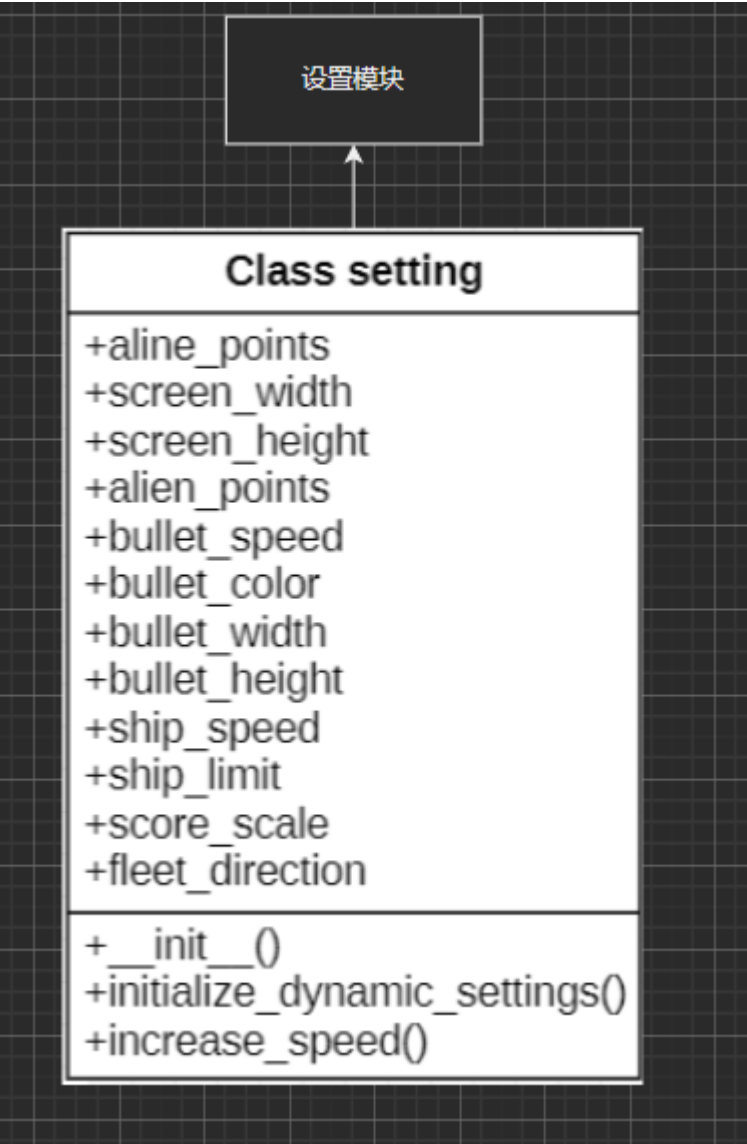 设置模块
Class setting
+aline_points
+screen_width
+screen_height
+alien_points
+bullet_speed
+bullet_color
+bullet_width
+bullet_height
+ship_speed
+ship_limit
+score_scale
+fleet_direction
+__init__()
+initialize_dynamic_settings()
+increase_speed()